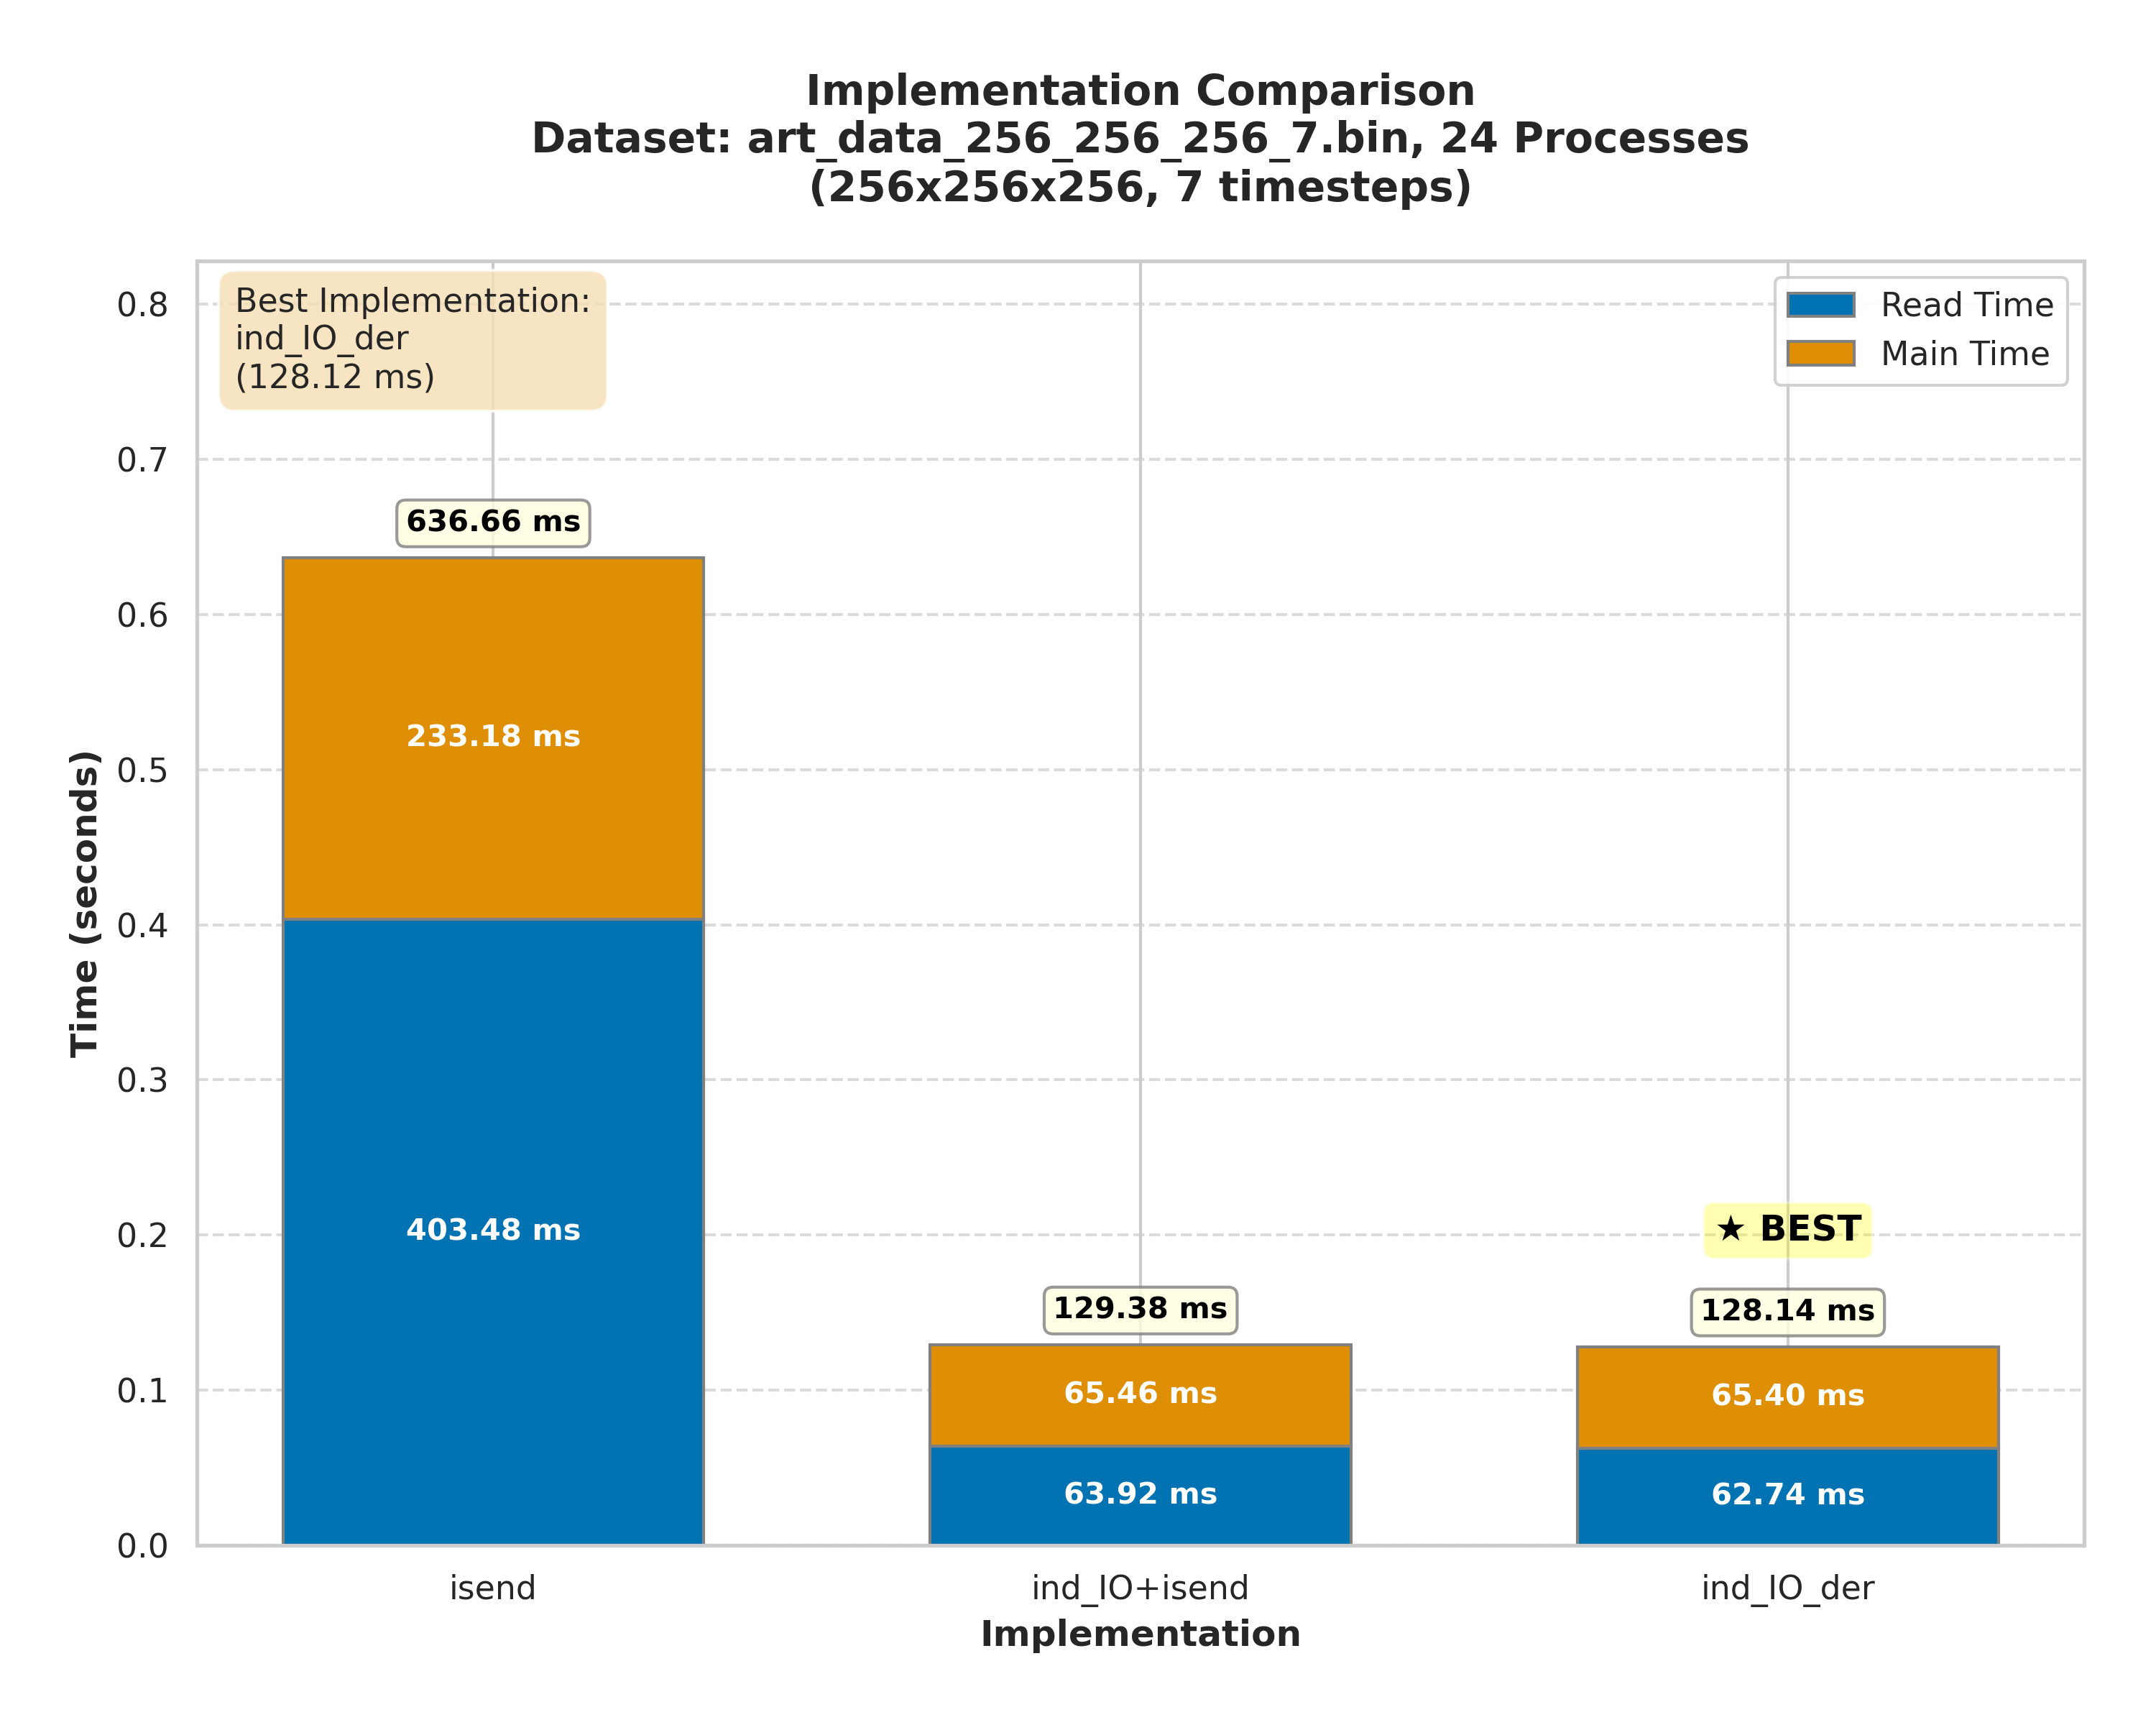 Implementation Comparison
Dataset: art_data_256_256_256_7.bin, 24 Processes
(256x256x256, 7 timesteps)
Best Implementation:
ind_IO_der
(128.12 ms)
Read Time
Main Time
Time (seconds)
0.8
0.7
0.6
0.5
0.4
0.3
0.2
0.1
0.0
636.66 ms
233.18 ms
403.48 ms
129.38 ms
65.46 ms
63.92 ms
★ BEST
128.14 ms
65.40 ms
62.74 ms
isend
ind_IO+isend
ind_IO_der
Implementation